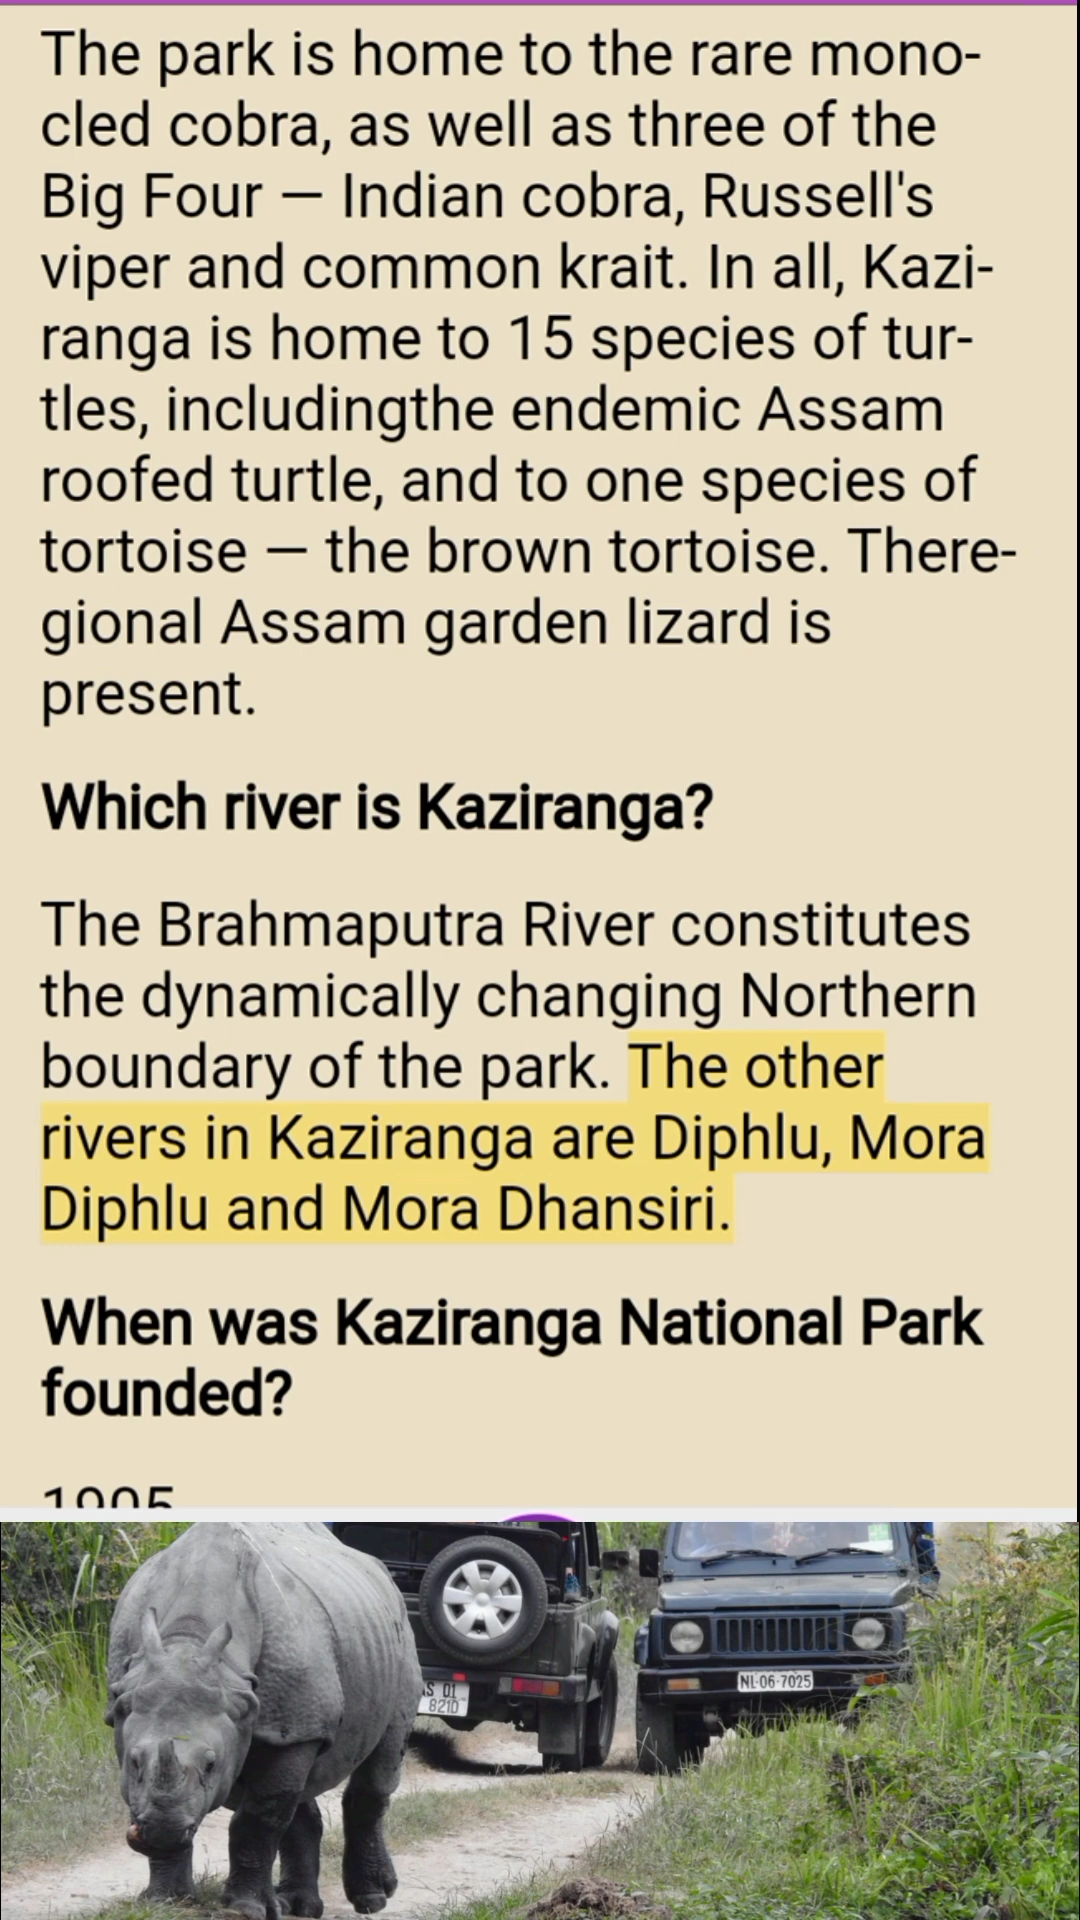 The park is home to the rare mono-
cled cobra, as well as three of the
Big Four — Indian cobra, Russell's
viper and common krait. In all, Kazi-
ranga is home to 15 species of tur-
tles, includingthe endemic Assam
roofed turtle, and to one species of
tortoise — the brown tortoise. There-
gional Assam garden lizard is
present.
Which river is Kaziranga?
The Brahmaputra River constitutes
the dynamically changing Northern
boundary of the park. The other
rivers in Kaziranga are Diphlu, Mora
Diphlu and Mora Dhansiri.
When was Kaziranga National Park
founded?
1905
AS 01
821D
NL-06-7025